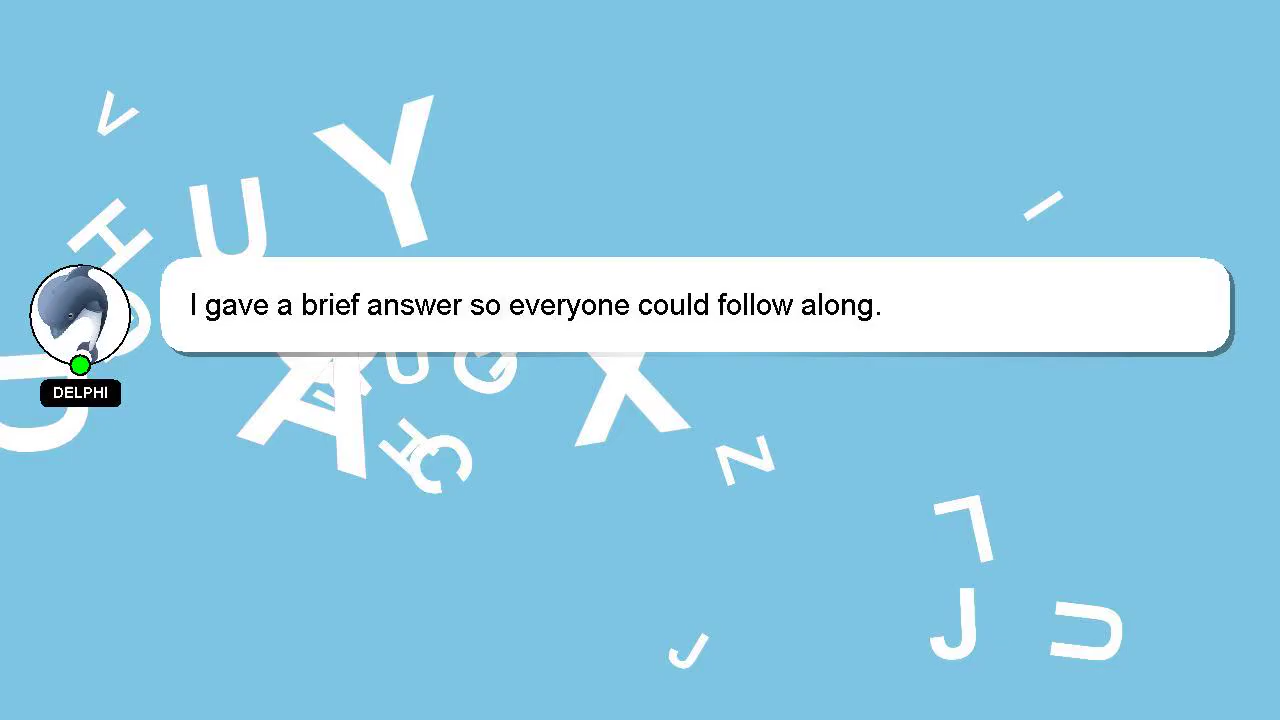 V
Y
U
H
I
I gave a brief answer so everyone could follow along.
DELPHI
U
G
A
X
H
C
N
L
J
U
J